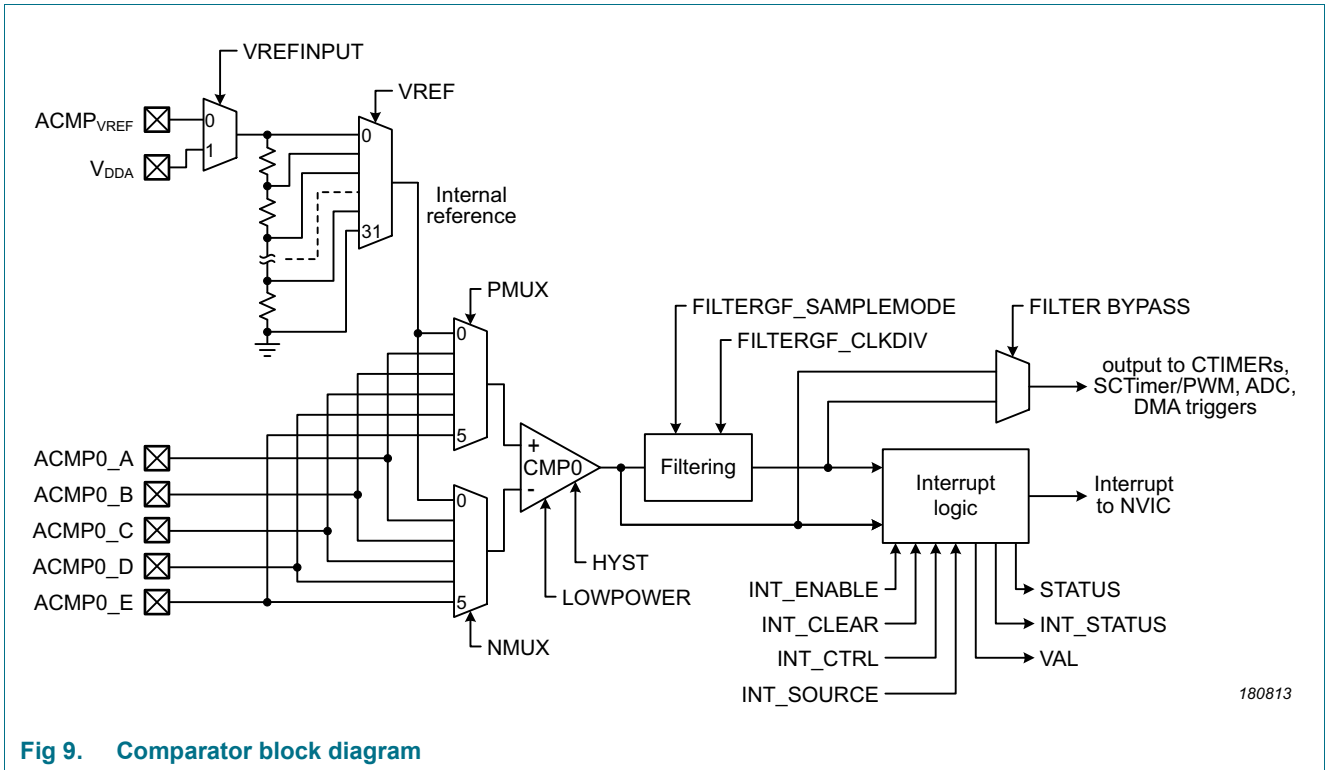 VREFINPUT
VREF
ACMPVREF
0
0
VDDA
1
Internal
reference
31
PMUX
0
FILTERGF_SAMPLEMODE
FILTER BYPASS
FILTERGF_CLKDIV
output to CTIMERs,
SCTimer/PWM, ADC,
DMA triggers
5
+
CMP0
-
Filtering
ACMP0_A
ACMP0_B
ACMP0_C
ACMP0_D
ACMP0_E
0
Interrupt
logic
Interrupt
to NVIC
HYST
LOWPOWER
5
NMUX
INT_ENABLE
INT_CLEAR
INT_CTRL
INT_SOURCE
STATUS
INT_STATUS
VAL
180813
Fig 9. Comparator block diagram